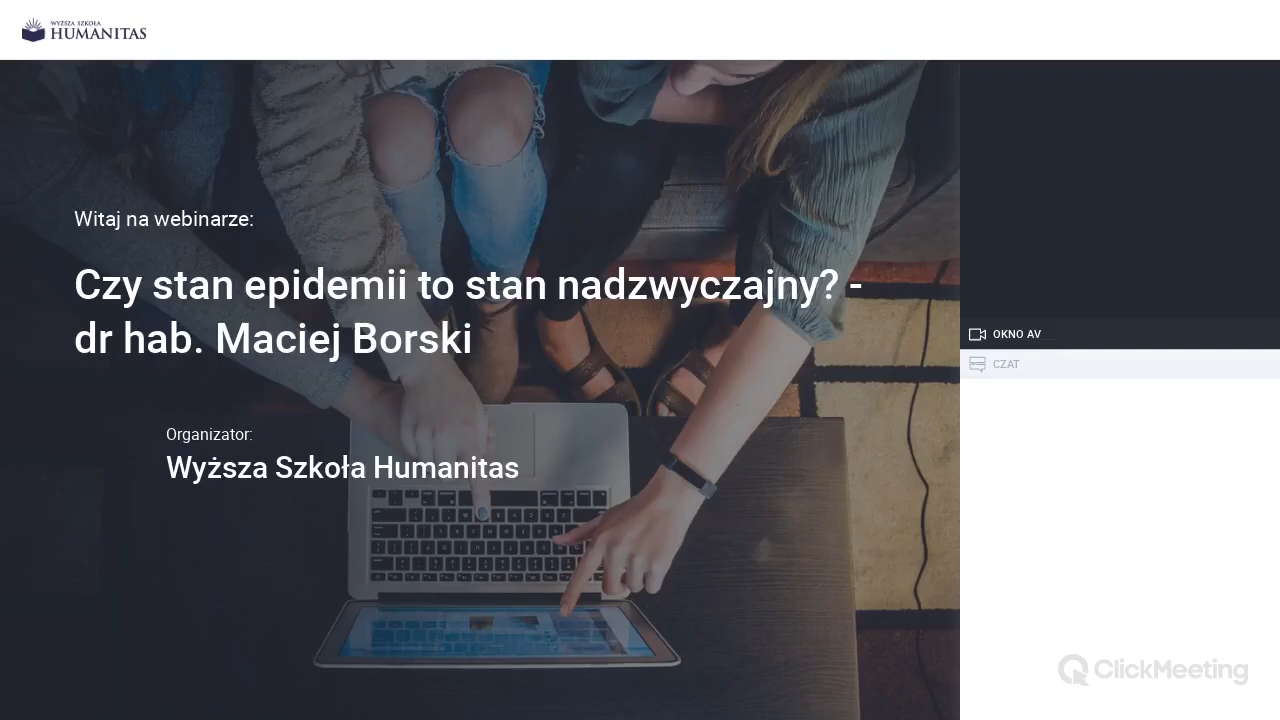 WYŻSZA SZKOŁA
HUMANITAS
Witaj na webinarze:
Czy stan epidemii to stan nadzwyczajny? -
dr hab. Maciej Borski
Organizator:
Wyższa Szkoła Humanitas
OKNO AV
CZAT
ClickMeeting